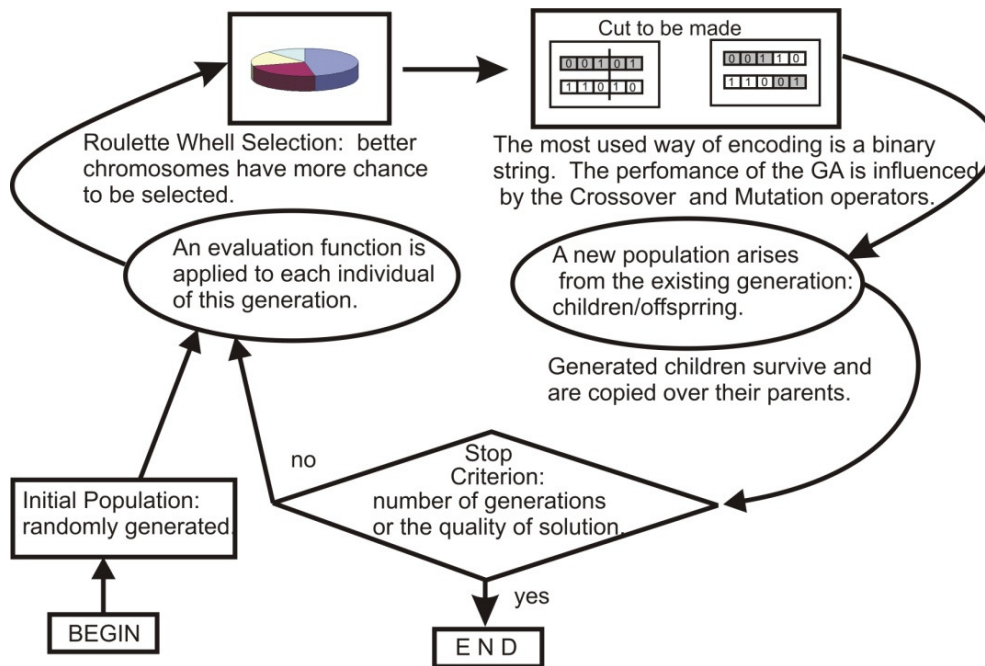 Cut to be made
0 0 1 0 1
1 1 0 1 0
0 0 1 1 0
1 1 0 0 1
Roulette Whell Selection: better
chromosomes have more chance
to be selected.
The most used way of encoding is a binary
string. The perfomance of the GA is influenced
by the Crossover and Mutation operators.
An evaluation function is
applied to each individual
of this generation.
A new population arises
from the existing generation:
children/offsprring.
Generated children survive and
are copied over their parents.
no
Stop
Criterion:
number of generations
or the quality of solution.
Initial Population:
randomly generated.
yes
BEGIN
E N D